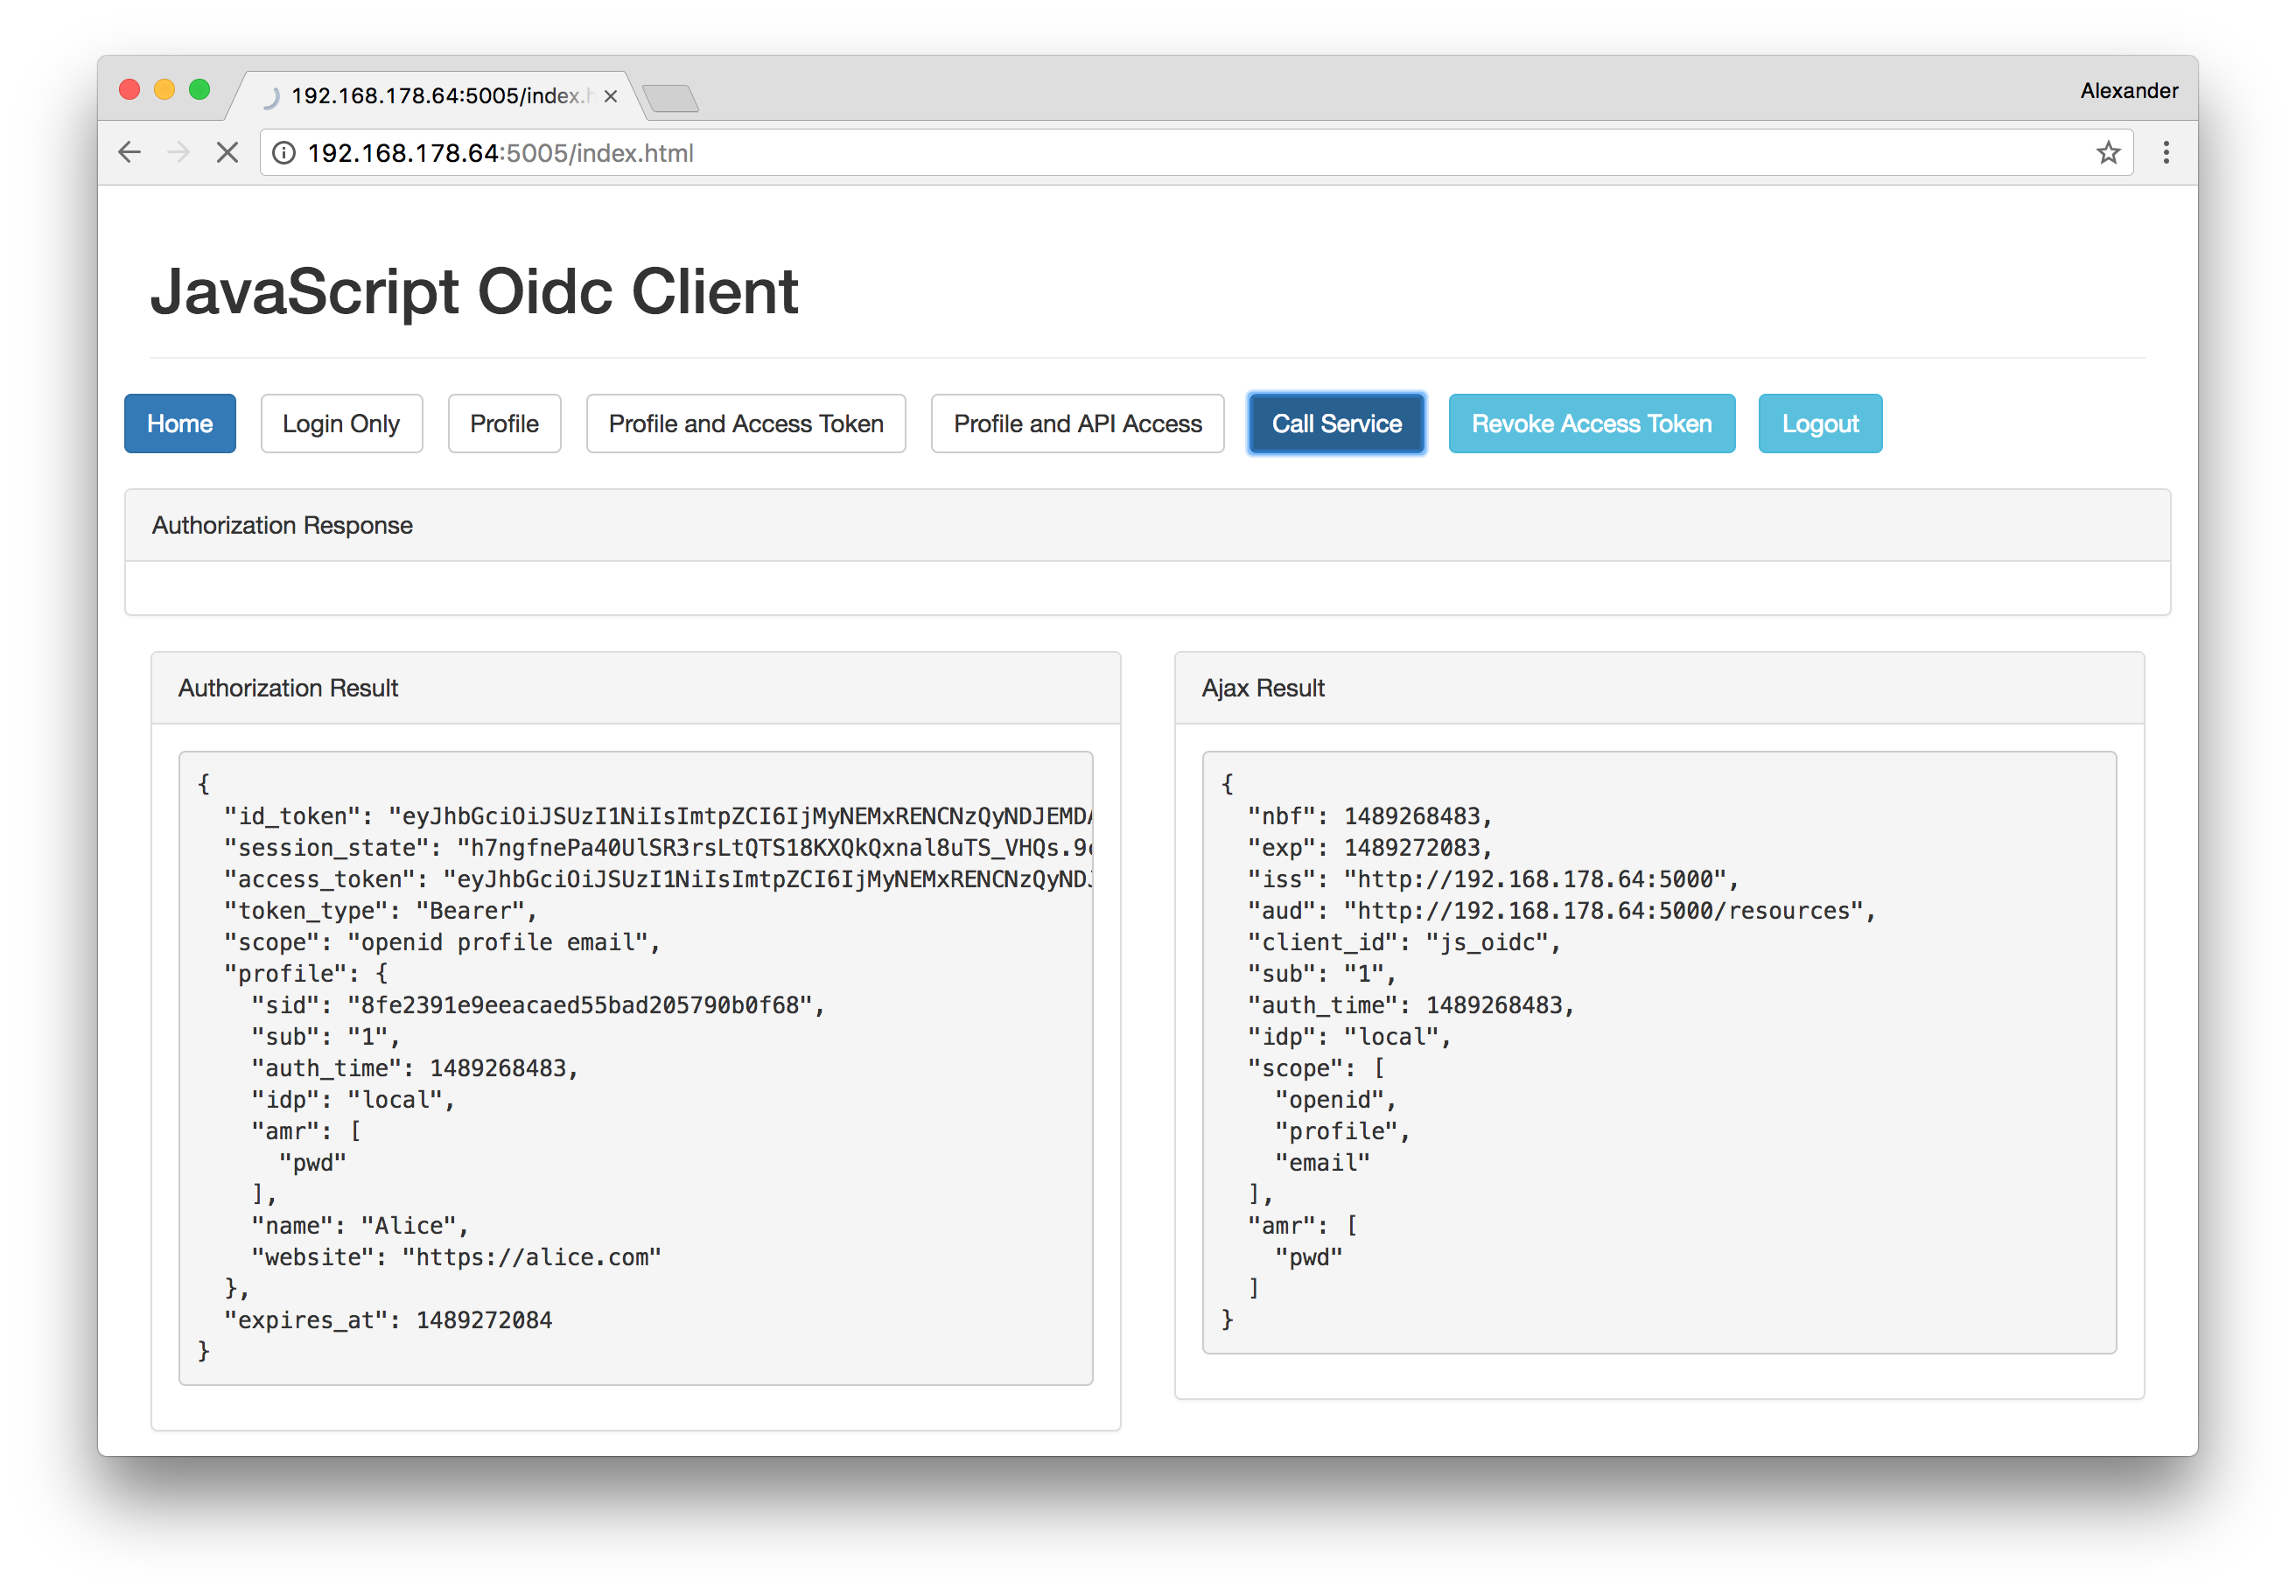 192.168.178.64:5005/index.h
Alexander
192.168.178.64:5005/index.html
JavaScript Oidc Client
Home Login Only Profile Profile and Access Token Profile and API Access Call Service Revoke Access Token Logout
Authorization Response
Authorization Result
{
"id_token": "eyJhbGciOiJSUzI1NiIsImtpZCI6IjMyNEMxRENCNzQyNDJEMDA
"session_state": "h7ngfnePa40UlSR3rsLtQTS18KXQkQxnal8uTS_VHQs.9c
"access_token": "eyJhbGciOiJSUzI1NiIsImtpZCI6IjMyNEMxRENCNzQyNDJ
"token_type": "Bearer",
"scope": "openid profile email",
"profile": {
"sid": "8fe2391e9eeacaed55bad205790b0f68",
"sub": "1",
"auth_time": 1489268483,
"idp": "local",
"amr": [
"pwd"
],
"name": "Alice",
"website": "https://alice.com"
},
"expires_at": 1489272084
}
Ajax Result
{
"nbf": 1489268483,
"exp": 1489272083,
"iss": "http://192.168.178.64:5000",
"aud": "http://192.168.178.64:5000/resources",
"client_id": "js_oidc",
"sub": "1",
"auth_time": 1489268483,
"idp": "local",
"scope": [
"openid",
"profile",
"email"
],
"amr": [
"pwd"
]
}